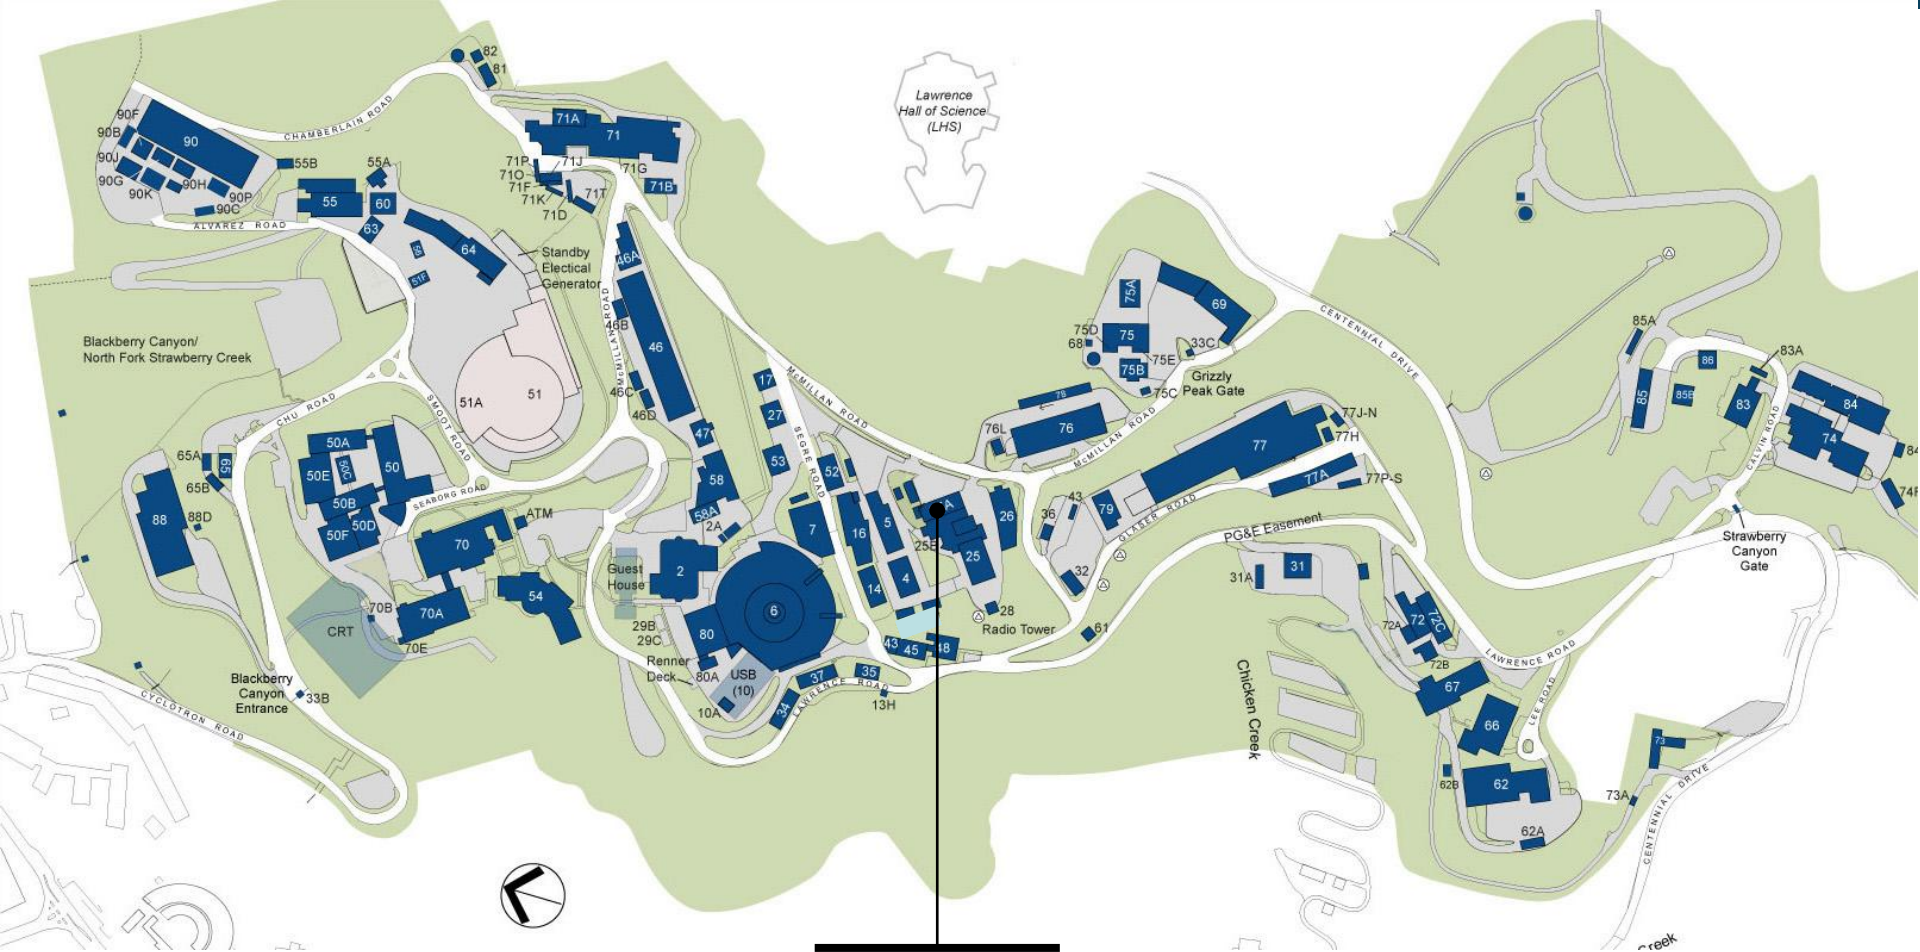 82
81
90F
90B
90
90J
90G
90K
90H
90P
90C
CHAMBERLAIN ROAD
ALVAREZ ROAD
55B
55A
55
60
63
64
56
51F
71A
71
71P
71J
71O
71F
71K
71D
71T
71G
71B
Lawrence
Hall of Science
(LHS)
Standby
Electical
Generator
46A
46B
46
46C
46D
McMILLAN ROAD
51A
51
Blackberry Canyon/
North Fork Strawberry Creek
CHU ROAD
SMOOT ROAD
SEABORG ROAD
65A
65
65B
88
88D
50A
50E
50C
50
50B
50F
50D
70
ATM
70A
70B
70E
54
CRT
Blackberry
Canyon
Entrance
33B
CYCLOTRON ROAD
47
58
58A
2A
2
Guest
House
29B
29C
Renner
Deck
80
80A
6
USB
(10)
10A
34
37
35
13H
LAWRENCE ROAD
17
27
53
52
SEGRE ROAD
McMILLAN ROAD
7
16
5
14
4
25
26
43
45
48
28
Radio Tower
61
36
43
32
79
GLASER ROAD
PG&E Easement
75A
69
75D
68
75
75B
75E
75C
33C
Grizzly
Peak Gate
78
76
76L
McMILLAN ROAD
77
77J-N
77H
77A
77P-S
CENTENNIAL DRIVE
31A
31
72A
72
72C
72B
67
66
62
62B
62A
LAWRENCE ROAD
LEE ROAD
Chicken Creek
73
73A
CENTENNIAL DRIVE
Creek
85A
85
85B
86
83A
83
84
74
CALVIN ROAD
Strawberry
Canyon
Gate